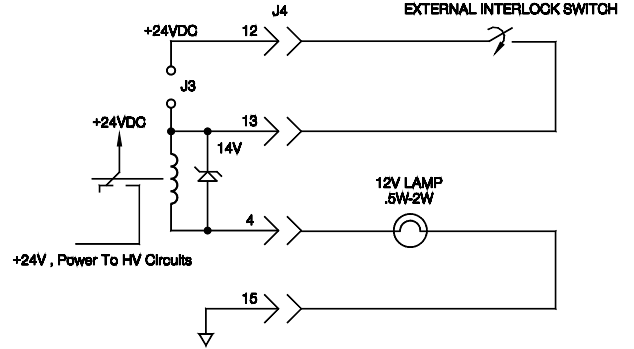 J4
EXTERNAL INTERLOCK SWITCH
+24VDC
12
J3
+24VDC
13
14V
12V LAMP
.5W-2W
4
+24V , Power To HV Circuits
15